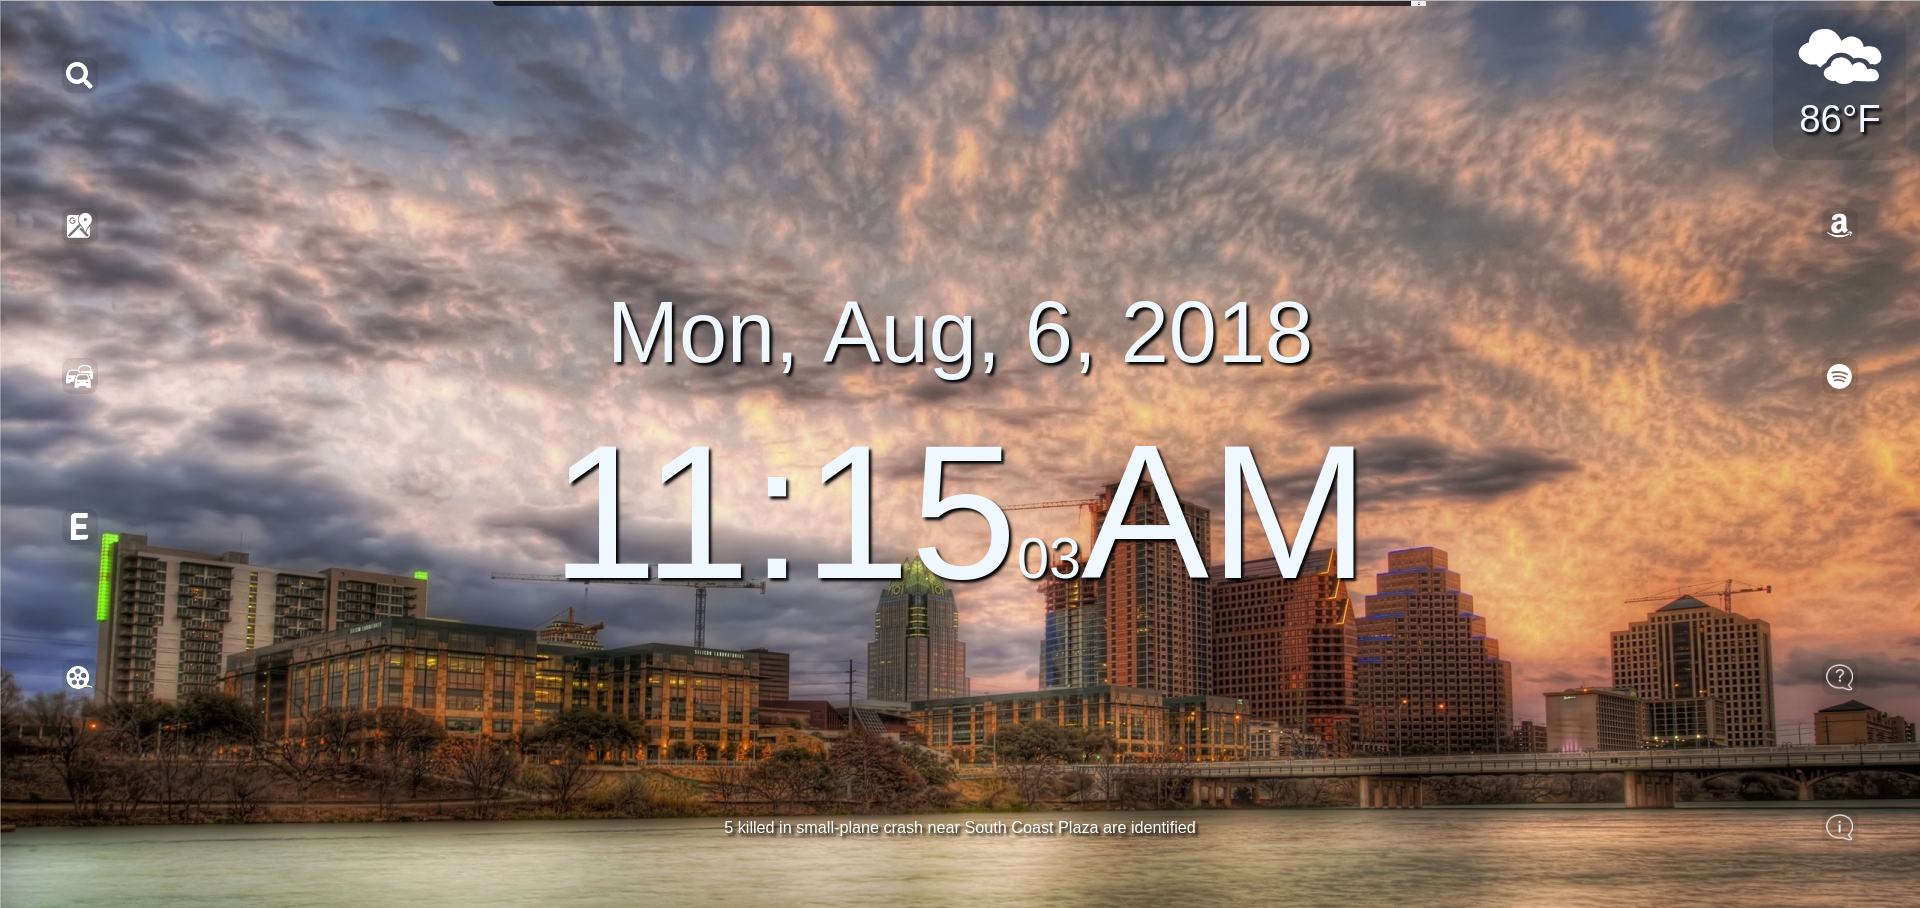 86°F
Mon, Aug, 6, 2018
11:15 03 AM
E
5 killed in small-plane crash near South Coast Plaza are identified